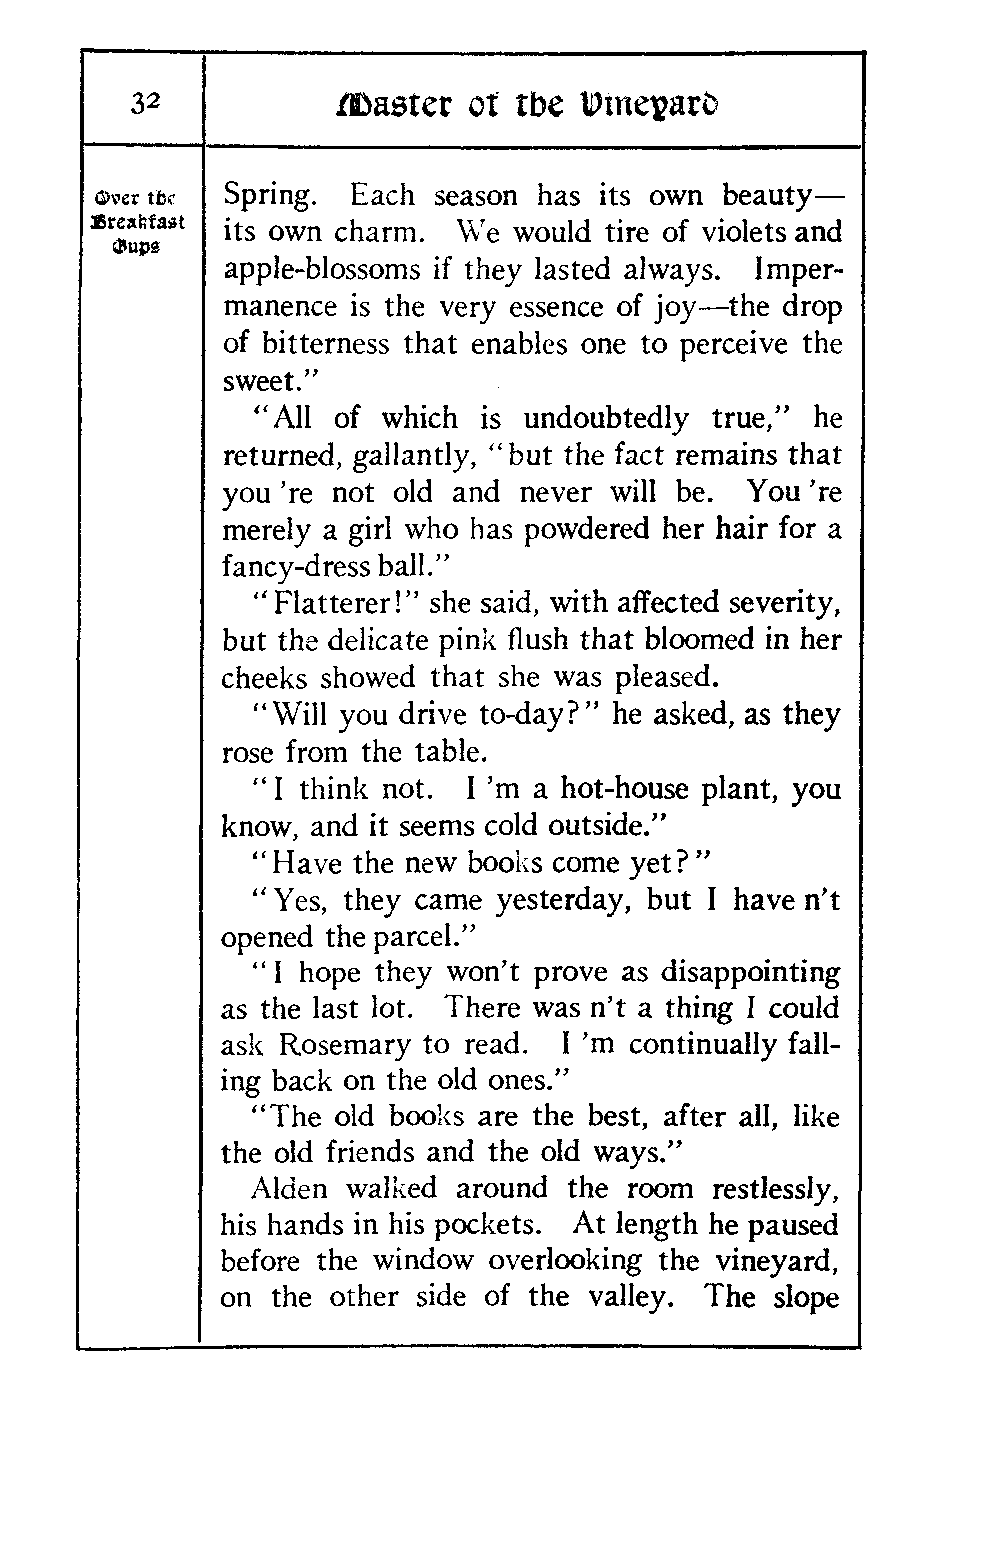 32
Master of the Vineyard
Over the
Breakfast
Cups
Spring. Each season has its own beauty—
its own charm. We would tire of violets and
apple-blossoms if they lasted always. Imper-
manence is the very essence of joy—the drop
of bitterness that enables one to perceive the
sweet."
"All of which is undoubtedly true," he
returned, gallantly, "but the fact remains that
you 're not old and never will be. You 're
merely a girl who has powdered her hair for a
fancy-dress ball."
"Flatterer!" she said, with affected severity,
but the delicate pink flush that bloomed in her
cheeks showed that she was pleased.
"Will you drive to-day?" he asked, as they
rose from the table.
"I think not. I 'm a hot-house plant, you
know, and it seems cold outside."
"Have the new books come yet?"
"Yes, they came yesterday, but I have n't
opened the parcel."
"I hope they won't prove as disappointing
as the last lot. There was n't a thing I could
ask Rosemary to read. I 'm continually fall-
ing back on the old ones."
"The old books are the best, after all, like
the old friends and the old ways."
Alden walked around the room restlessly,
his hands in his pockets. At length he paused
before the window overlooking the vineyard,
on the other side of the valley. The slope